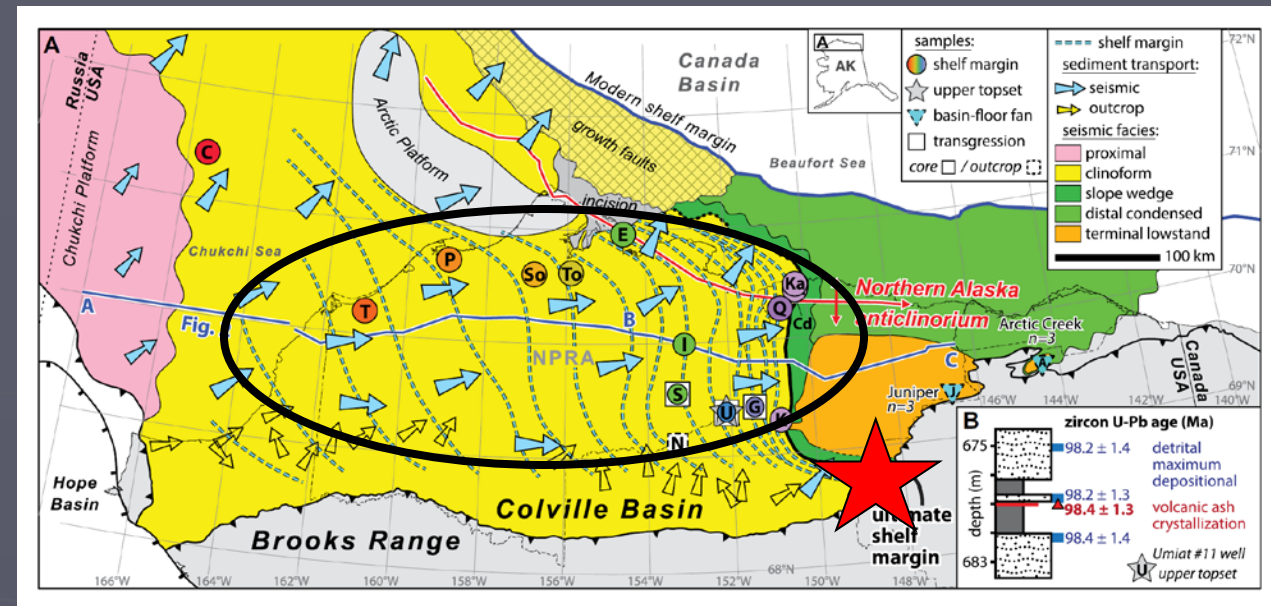 A
Russia
USA
Chukchi Platform
Arctic Platform
Canada
Basin
Modern shelf margin
growth faults
Beaufort Sea
incision
Chukchi Sea
A
AK
samples:
shelf margin
upper topset
basin-floor fan
transgression
core / outcrop
shelf margin
sediment transport:
seismic
outcrop
seismic facies:
proximal
clinoform
slope wedge
distal condensed
terminal lowstand
100 km
72°N
71°N
70°N
69°N
68°N
C
P
So
To
E
T
Ka
Q
Cd
I
S
U
G
K
N
A
Fig.
B
C
NPRA
Northern Alaska
anticlinorium
Arctic Creek
n=3
A
Juniper
n=3
J
Canada
USA
Hope
Basin
Colville Basin
Brooks Range
shelf
margin
166°W
164°W
162°W
160°W
158°W
156°W
154°W
152°W
150°W
148°W
146°W
144°W
142°W
140°W
B
zircon U-Pb age (Ma)
675
depth (m)
683
98.2 ± 1.4
98.2 ± 1.3
98.4 ± 1.3
98.4 ± 1.4
detrital
maximum
depositional
volcanic ash
crystallization
Umiat #11 well
U
upper topset